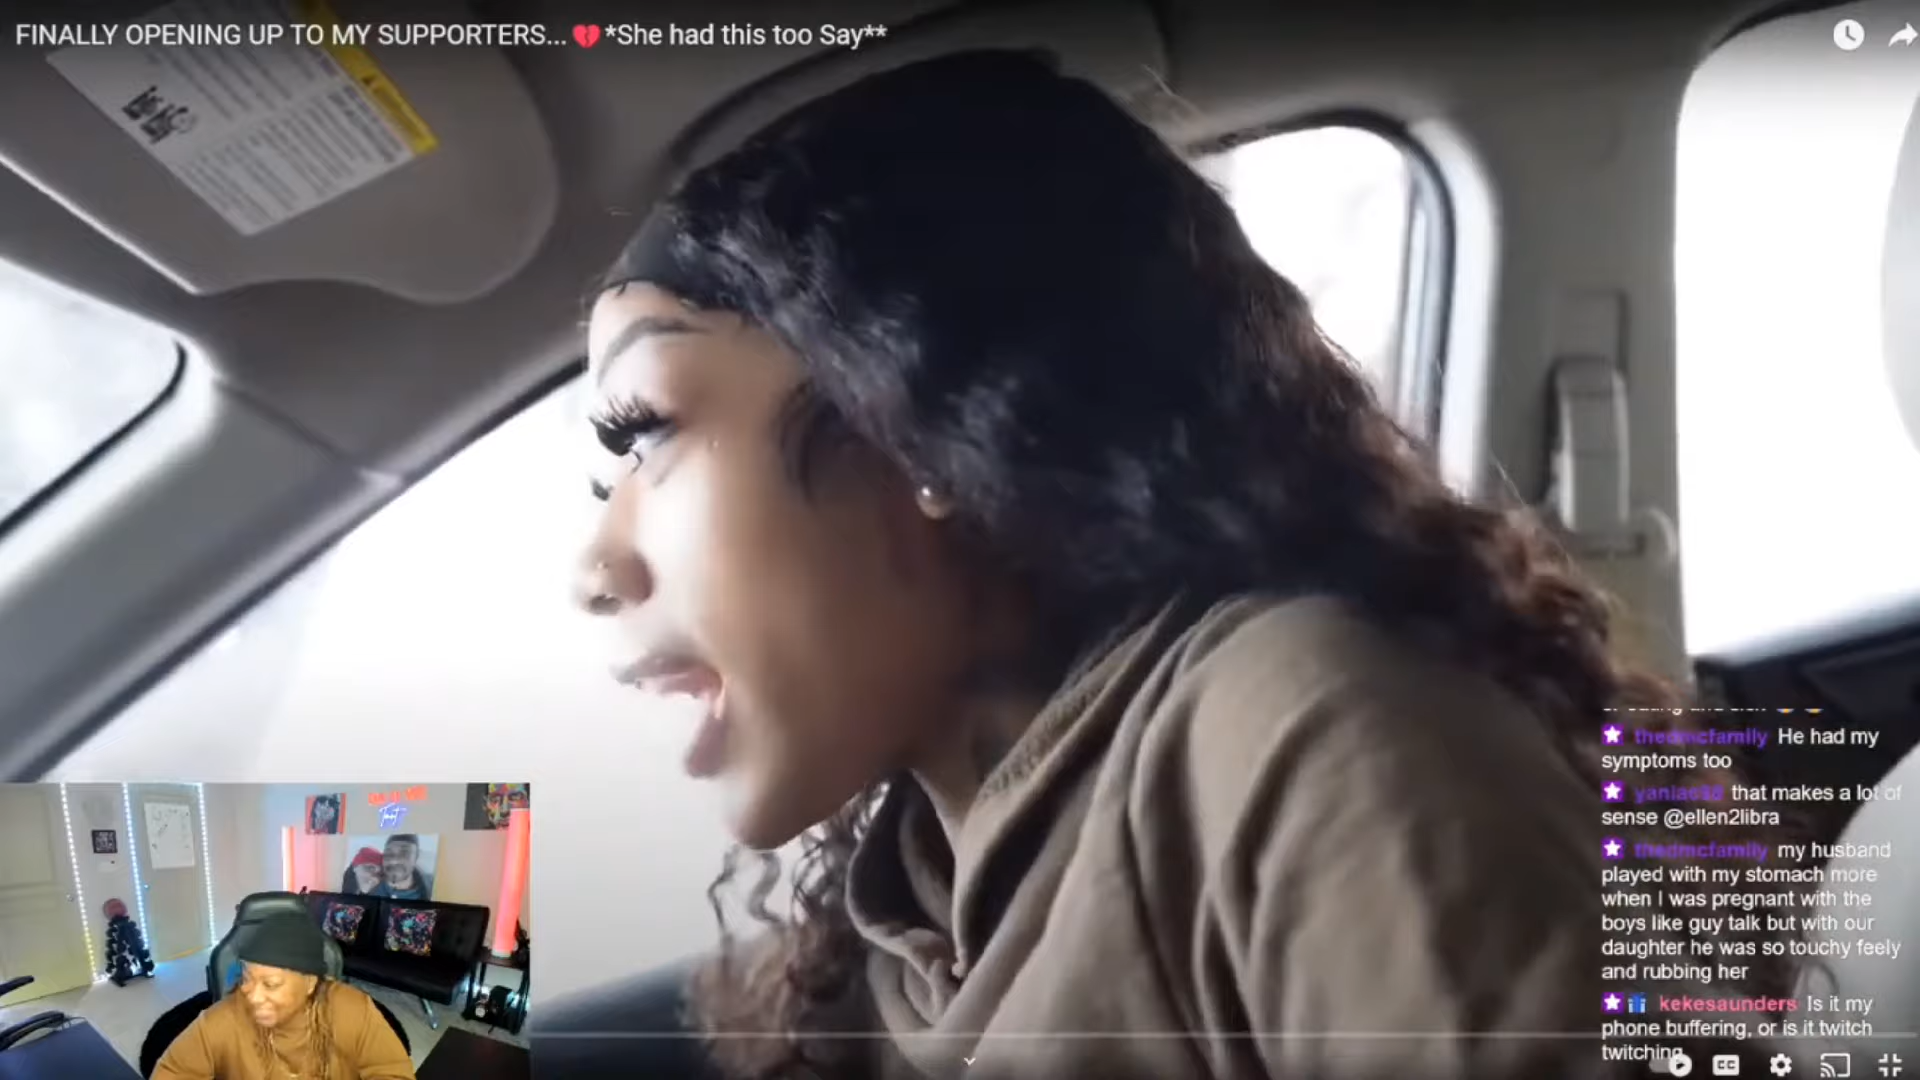 FINALLY OPENING UP TO MY SUPPORTERS... 💔*She had this too Say**
thedmcfamily He had my
symptoms too
that makes a lot of
sense @ellen2libra
thedmcfamily my husband
played with my stomach more
when I was pregnant with the
boys like guy talk but with our
daughter he was so touchy feely
and rubbing her
kekesaunders Is it my
phone buffering, or is it twitch
twitching
CC